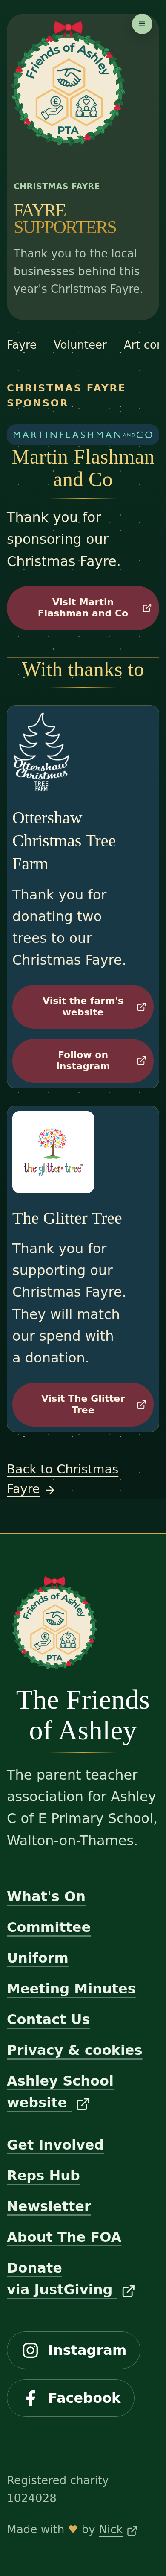 Friends of Ashley
PTA
CHRISTMAS FAYRE
FAYRE
SUPPORTERS
Thank you to the local
businesses behind this
year's Christmas Fayre.
Fayre Volunteer Art cor
CHRISTMAS FAYRE
SPONSOR
MARTINFLASHMANANDCO
Martin Flashman
and Co
Thank you for
sponsoring our
Christmas Fayre.
Visit Martin
Flashman and Co
With thanks to
Ottershaw
Christmas
TREE
FARM
Ottershaw
Christmas Tree
Farm
Thank you for
donating two
trees to our
Christmas Fayre.
Visit the farm's
website
Follow on
Instagram
the glitter tree
The Glitter Tree
Thank you for
supporting our
Christmas Fayre.
They will match
our spend with
a donation.
Visit The Glitter
Tree
Back to Christmas
Fayre →
Friends of Ashley
PTA
The Friends
of Ashley
The parent teacher
association for Ashley
C of E Primary School,
Walton-on-Thames.
What's On
Committee
Uniform
Meeting Minutes
Contact Us
Privacy & cookies
Ashley School
website
Get Involved
Reps Hub
Newsletter
About The FOA
Donate
via JustGiving
Instagram
Facebook
Registered charity
1024028
Made with ♥ by Nick